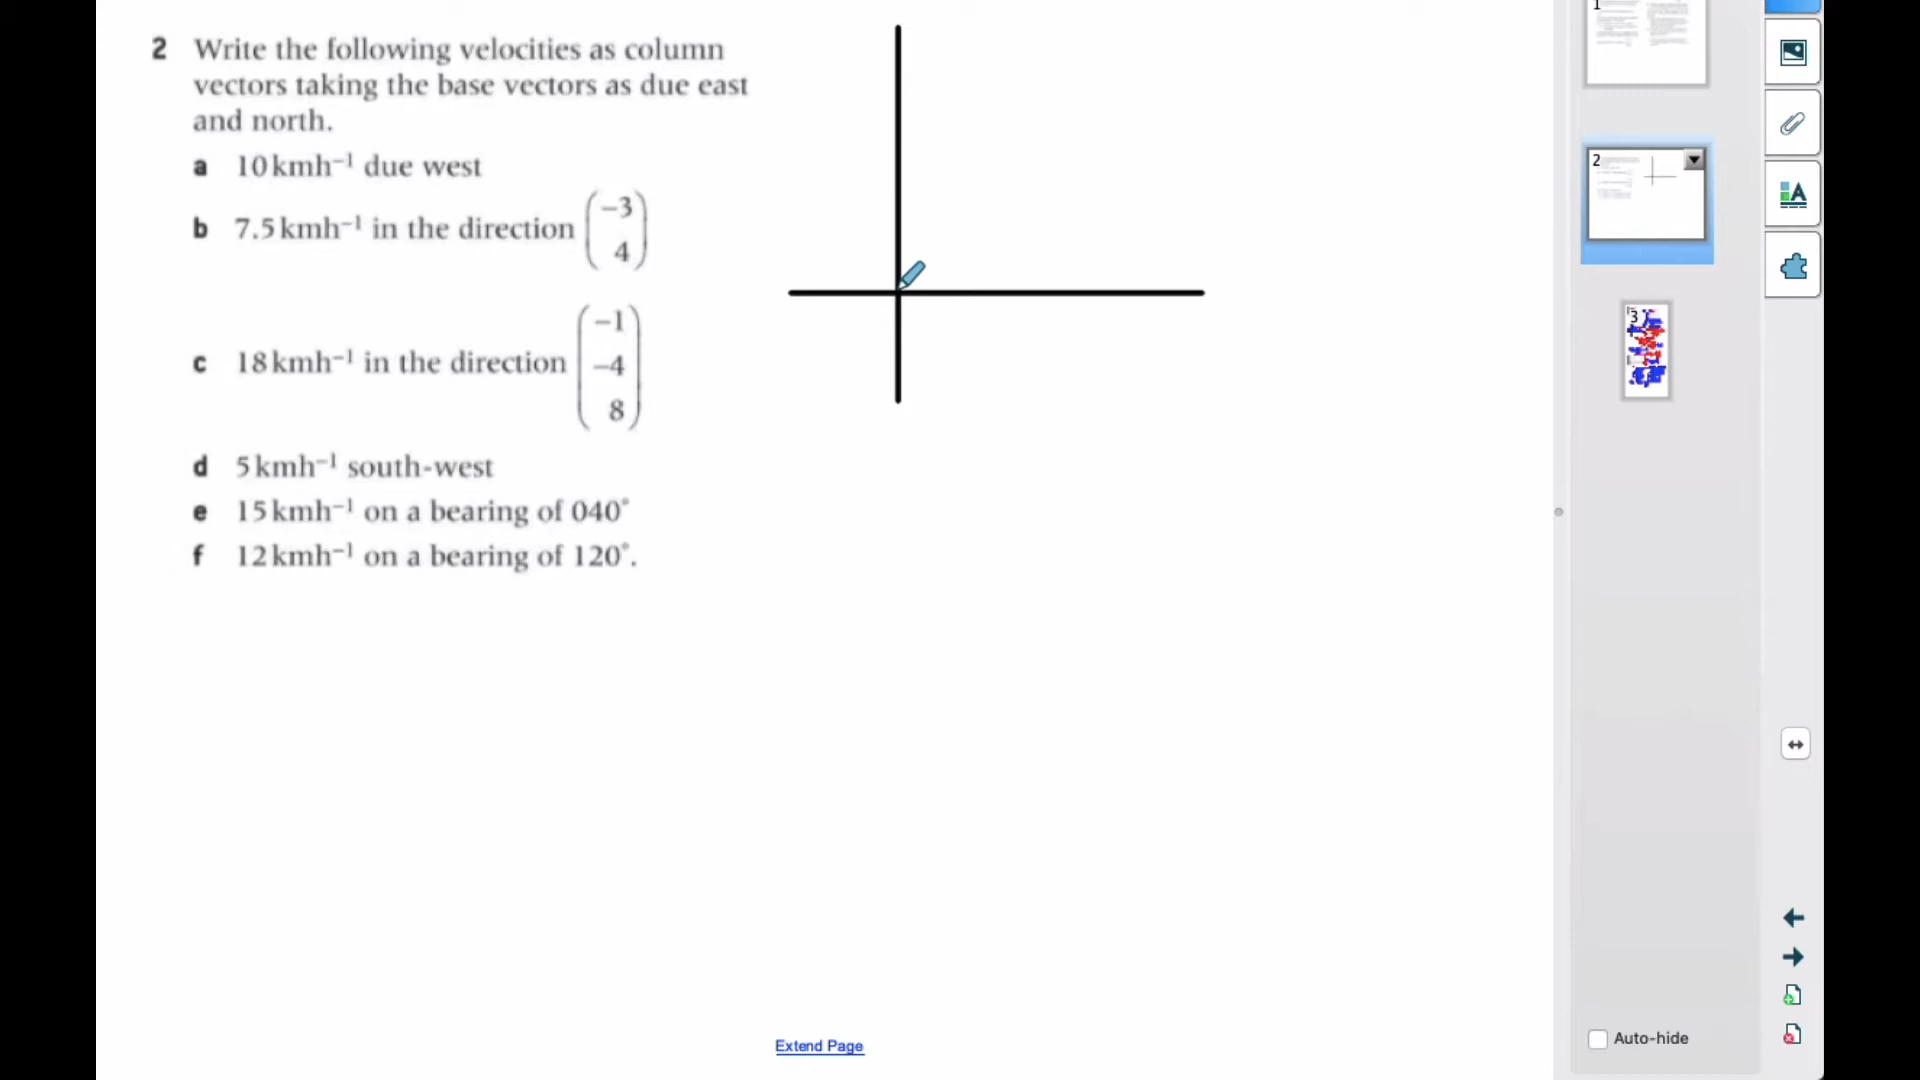 2 Write the following velocities as column
vectors taking the base vectors as due east
and north.
a 10 kmh⁻¹ due west
b 7.5 kmh⁻¹ in the direction (−3
4)
c 18 kmh⁻¹ in the direction (−1
−4
8)
d 5 kmh⁻¹ south-west
e 15 kmh⁻¹ on a bearing of 040°
f 12 kmh⁻¹ on a bearing of 120°.
Extend Page
1
2
3
A
Auto-hide